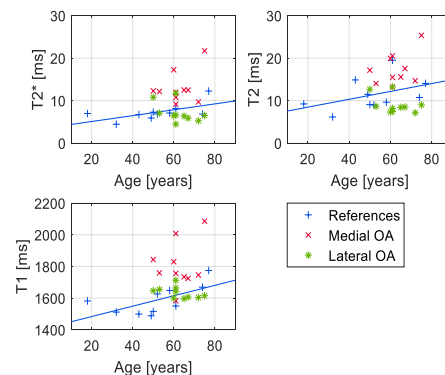 30
20
10
0
T2* [ms]
20 40 60 80
Age [years]
30
20
10
0
T2 [ms]
20 40 60 80
Age [years]
2200
2000
1800
1600
1400
T1 [ms]
20 40 60 80
Age [years]
References
Medial OA
Lateral OA